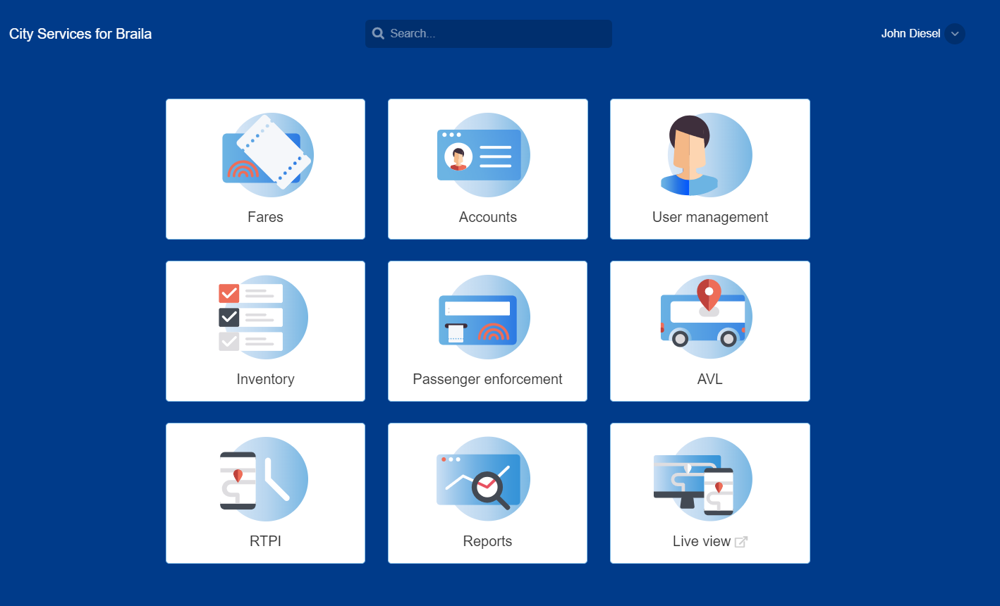 City Services for Braila
Search...
John Diesel
Fares
Accounts
User management
Inventory
Passenger enforcement
AVL
RTPI
Reports
Live view